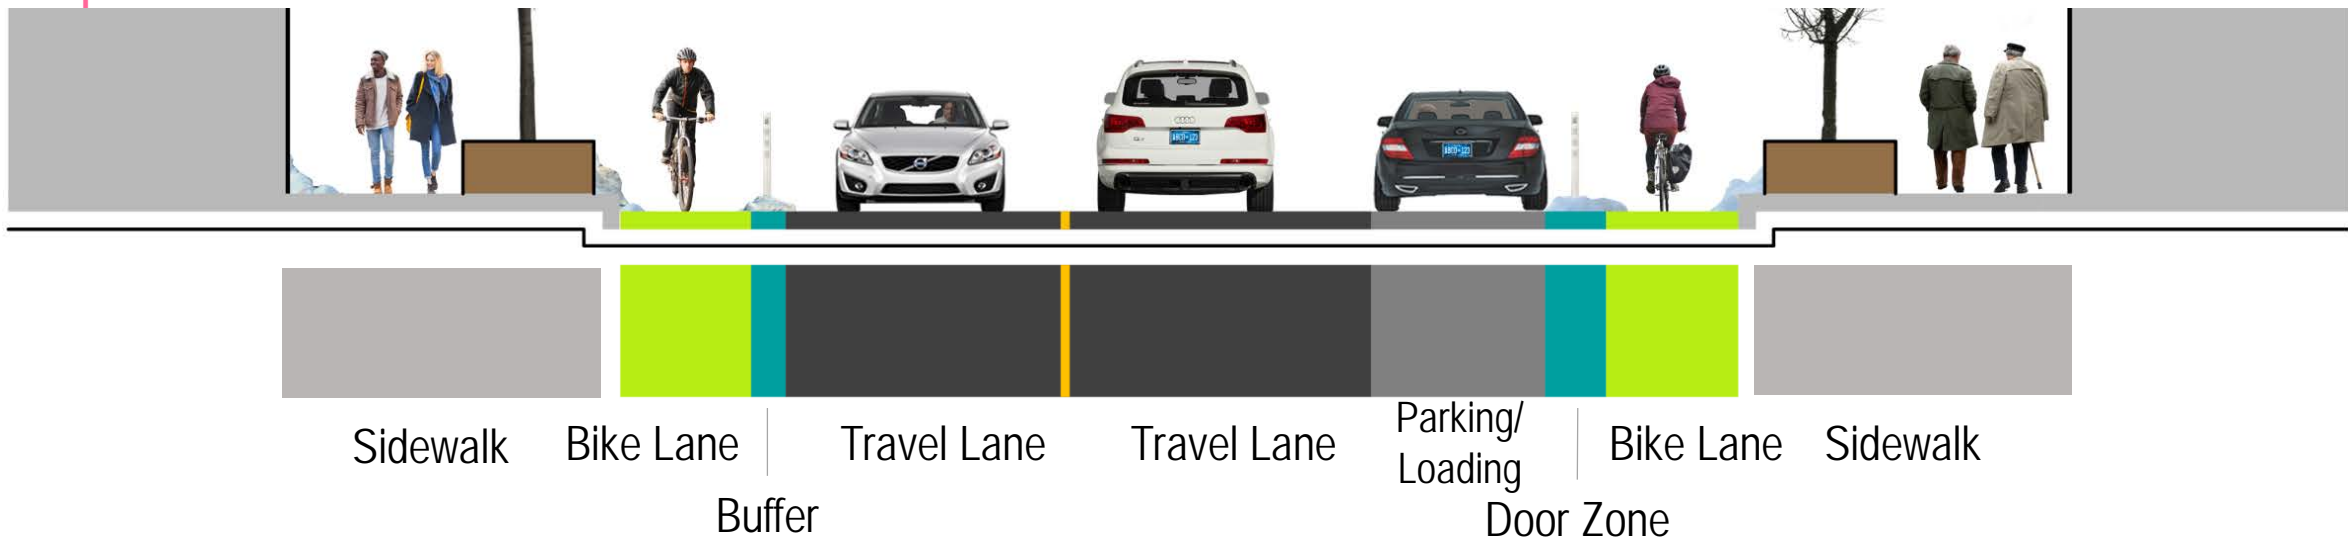 Sidewalk
Bike Lane
Buffer
Travel Lane
Travel Lane
Parking/
Loading
Door Zone
Bike Lane
Sidewalk